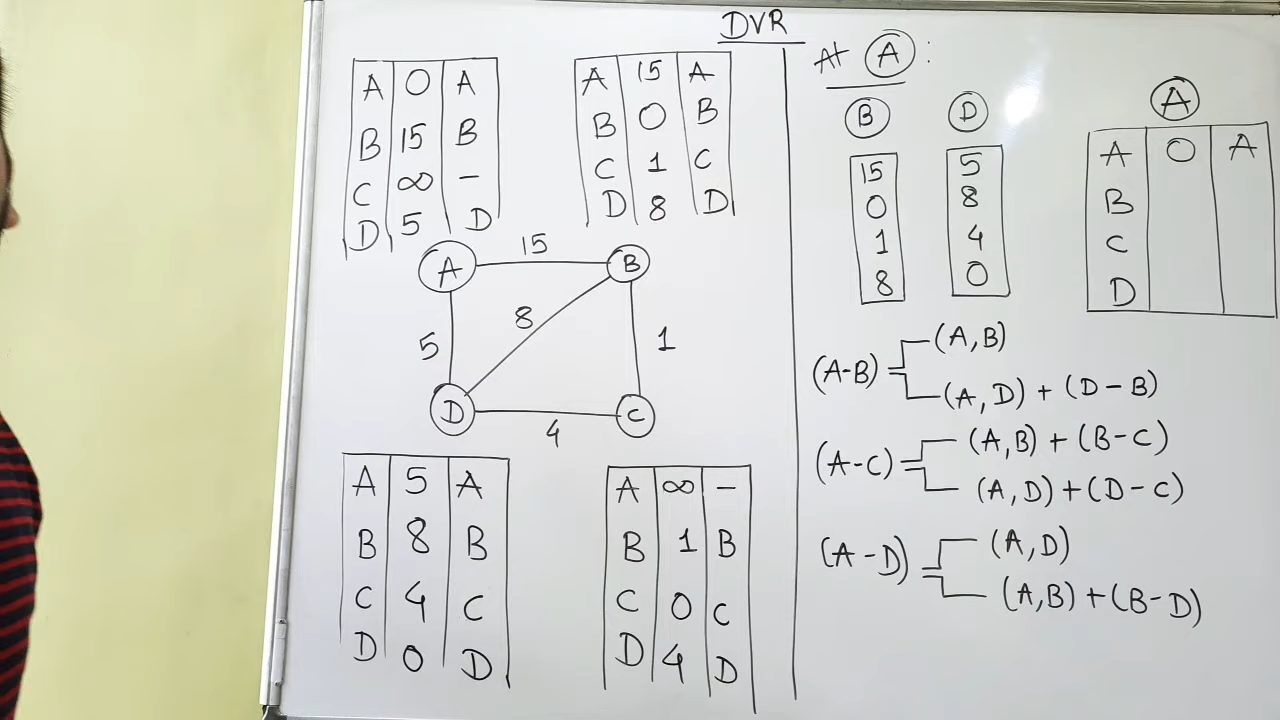 DVR
A 0 A
B 15 B
C ∞ -
D 5 D
A 15 A
B 0 B
C 1 C
D 8 D
A
15
B
5
8
1
D
4
C
A 5 A
B 8 B
C 4 C
D 0 D
A ∞ -
B 1 B
C 0 C
D 4 D
At A :
B
15
0
1
8
D
5
8
4
0
A
A 0 A
B
C
D
(A-B) = (A,B)
(A,D) + (D-B)
(A-C) = (A,B) + (B-C)
(A,D) + (D-C)
(A-D) = (A,D)
(A,B) + (B-D)